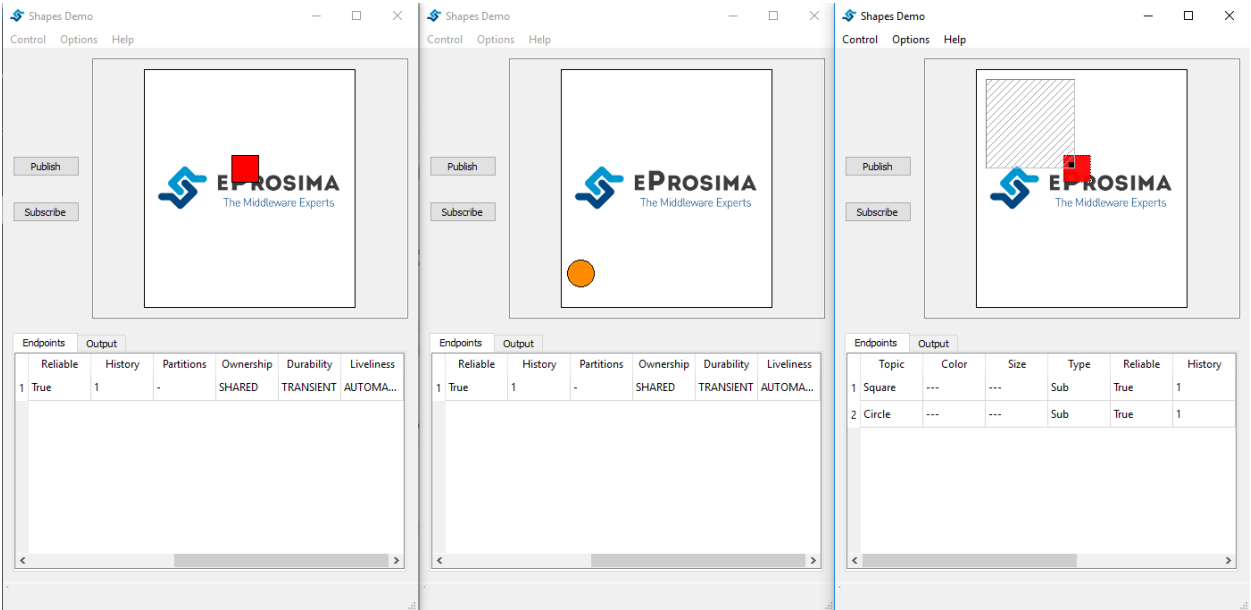 Shapes Demo
Control Options Help
Publish
Subscribe
EPROSIMA
The Middleware Experts
Endpoints Output
Reliable History Partitions Ownership Durability Liveliness
1 True 1 - SHARED TRANSIENT AUTOMA...
Shapes Demo
Control Options Help
Publish
Subscribe
EPROSIMA
The Middleware Experts
Endpoints Output
Reliable History Partitions Ownership Durability Liveliness
1 True 1 - SHARED TRANSIENT AUTOMA...
Shapes Demo
Control Options Help
Publish
Subscribe
EPROSIMA
The Middleware Experts
Endpoints Output
Topic Color Size Type Reliable History
1 Square --- --- Sub True 1
2 Circle --- --- Sub True 1